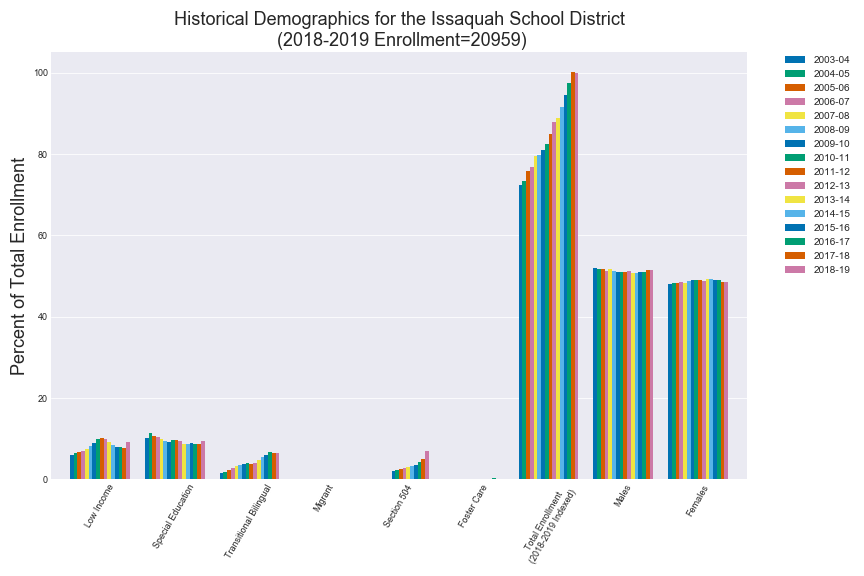 Historical Demographics for the Issaquah School District
(2018-2019 Enrollment=20959)
Percent of Total Enrollment
100
80
60
40
20
0
Low Income
Special Education
Transitional Bilingual
Migrant
Section 504
Foster Care
Total Enrollment
(2018-2019 Indexed)
Males
Females
2003-04
2004-05
2005-06
2006-07
2007-08
2008-09
2009-10
2010-11
2011-12
2012-13
2013-14
2014-15
2015-16
2016-17
2017-18
2018-19